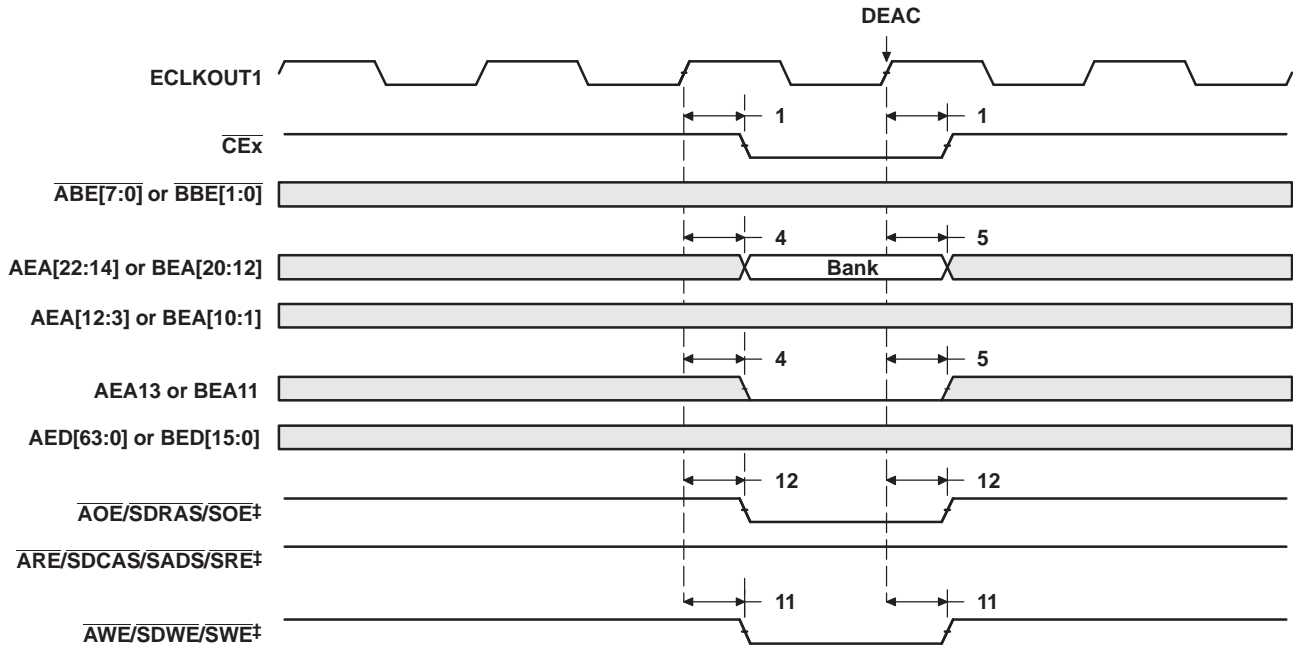 DEAC
ECLKOUT1
1 1
CEx
ABE[7:0] or BBE[1:0]
4 5
AEA[22:14] or BEA[20:12] Bank
AEA[12:3] or BEA[10:1]
4 5
AEA13 or BEA11
AED[63:0] or BED[15:0]
12 12
AOE/SDRAS/SOE‡
ARE/SDCAS/SADS/SRE‡
11 11
AWE/SDWE/SWE‡